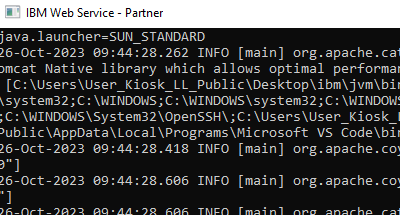 IBM Web Service - Partner
java.launcher=SUN_STANDARD
26-Oct-2023 09:44:28.262 INFO [main] org.apache.cat
omcat Native library which allows optimal performan
 [C:\Users\User_Kiosk_LL_Public\Desktop\ibm\jvm\bin
\system32;C:\WINDOWS;C:\WINDOWS\system32;C:\WINDOWS
;C:\WINDOWS\System32\OpenSSH\;C:\Users\User_Kiosk_L
Public\AppData\Local\Programs\Microsoft VS Code\bin
26-Oct-2023 09:44:28.418 INFO [main] org.apache.coy
0"]
26-Oct-2023 09:44:28.606 INFO [main] org.apache.coy
"]
26-Oct-2023 09:44:28.606 INFO [main] org.apache.cat